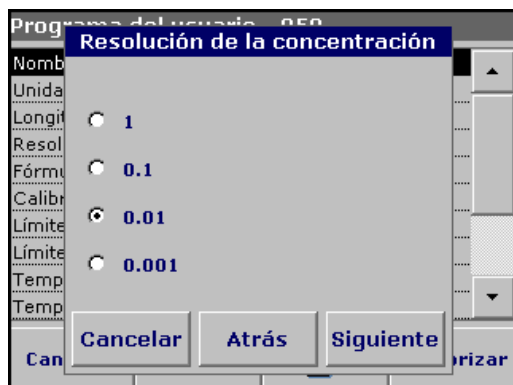 Programa del usuario 950
Resolución de la concentración
Nomb
Unida
Longit
Resol
Fórmu
Calibr
Límite
Límite
Temp
Temp
1
0.1
0.01
0.001
Cancelar Atrás Siguiente
Can orizar